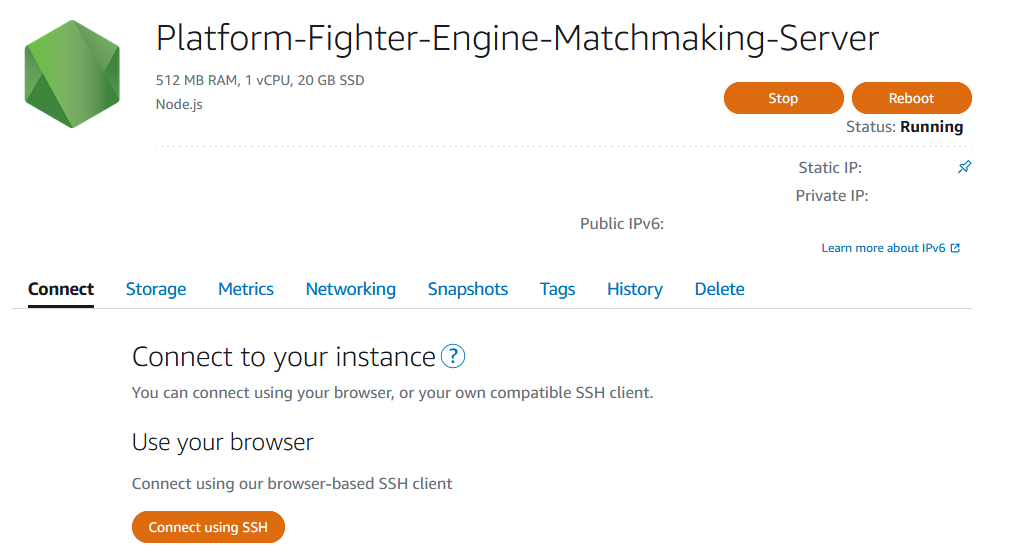 Platform-Fighter-Engine-Matchmaking-Server
512 MB RAM, 1 vCPU, 20 GB SSD
Node.js
Stop
Reboot
Status: Running
Static IP:
Private IP:
Public IPv6:
Learn more about IPv6
Connect Storage Metrics Networking Snapshots Tags History Delete
Connect to your instance ?
You can connect using your browser, or your own compatible SSH client.
Use your browser
Connect using our browser-based SSH client
Connect using SSH